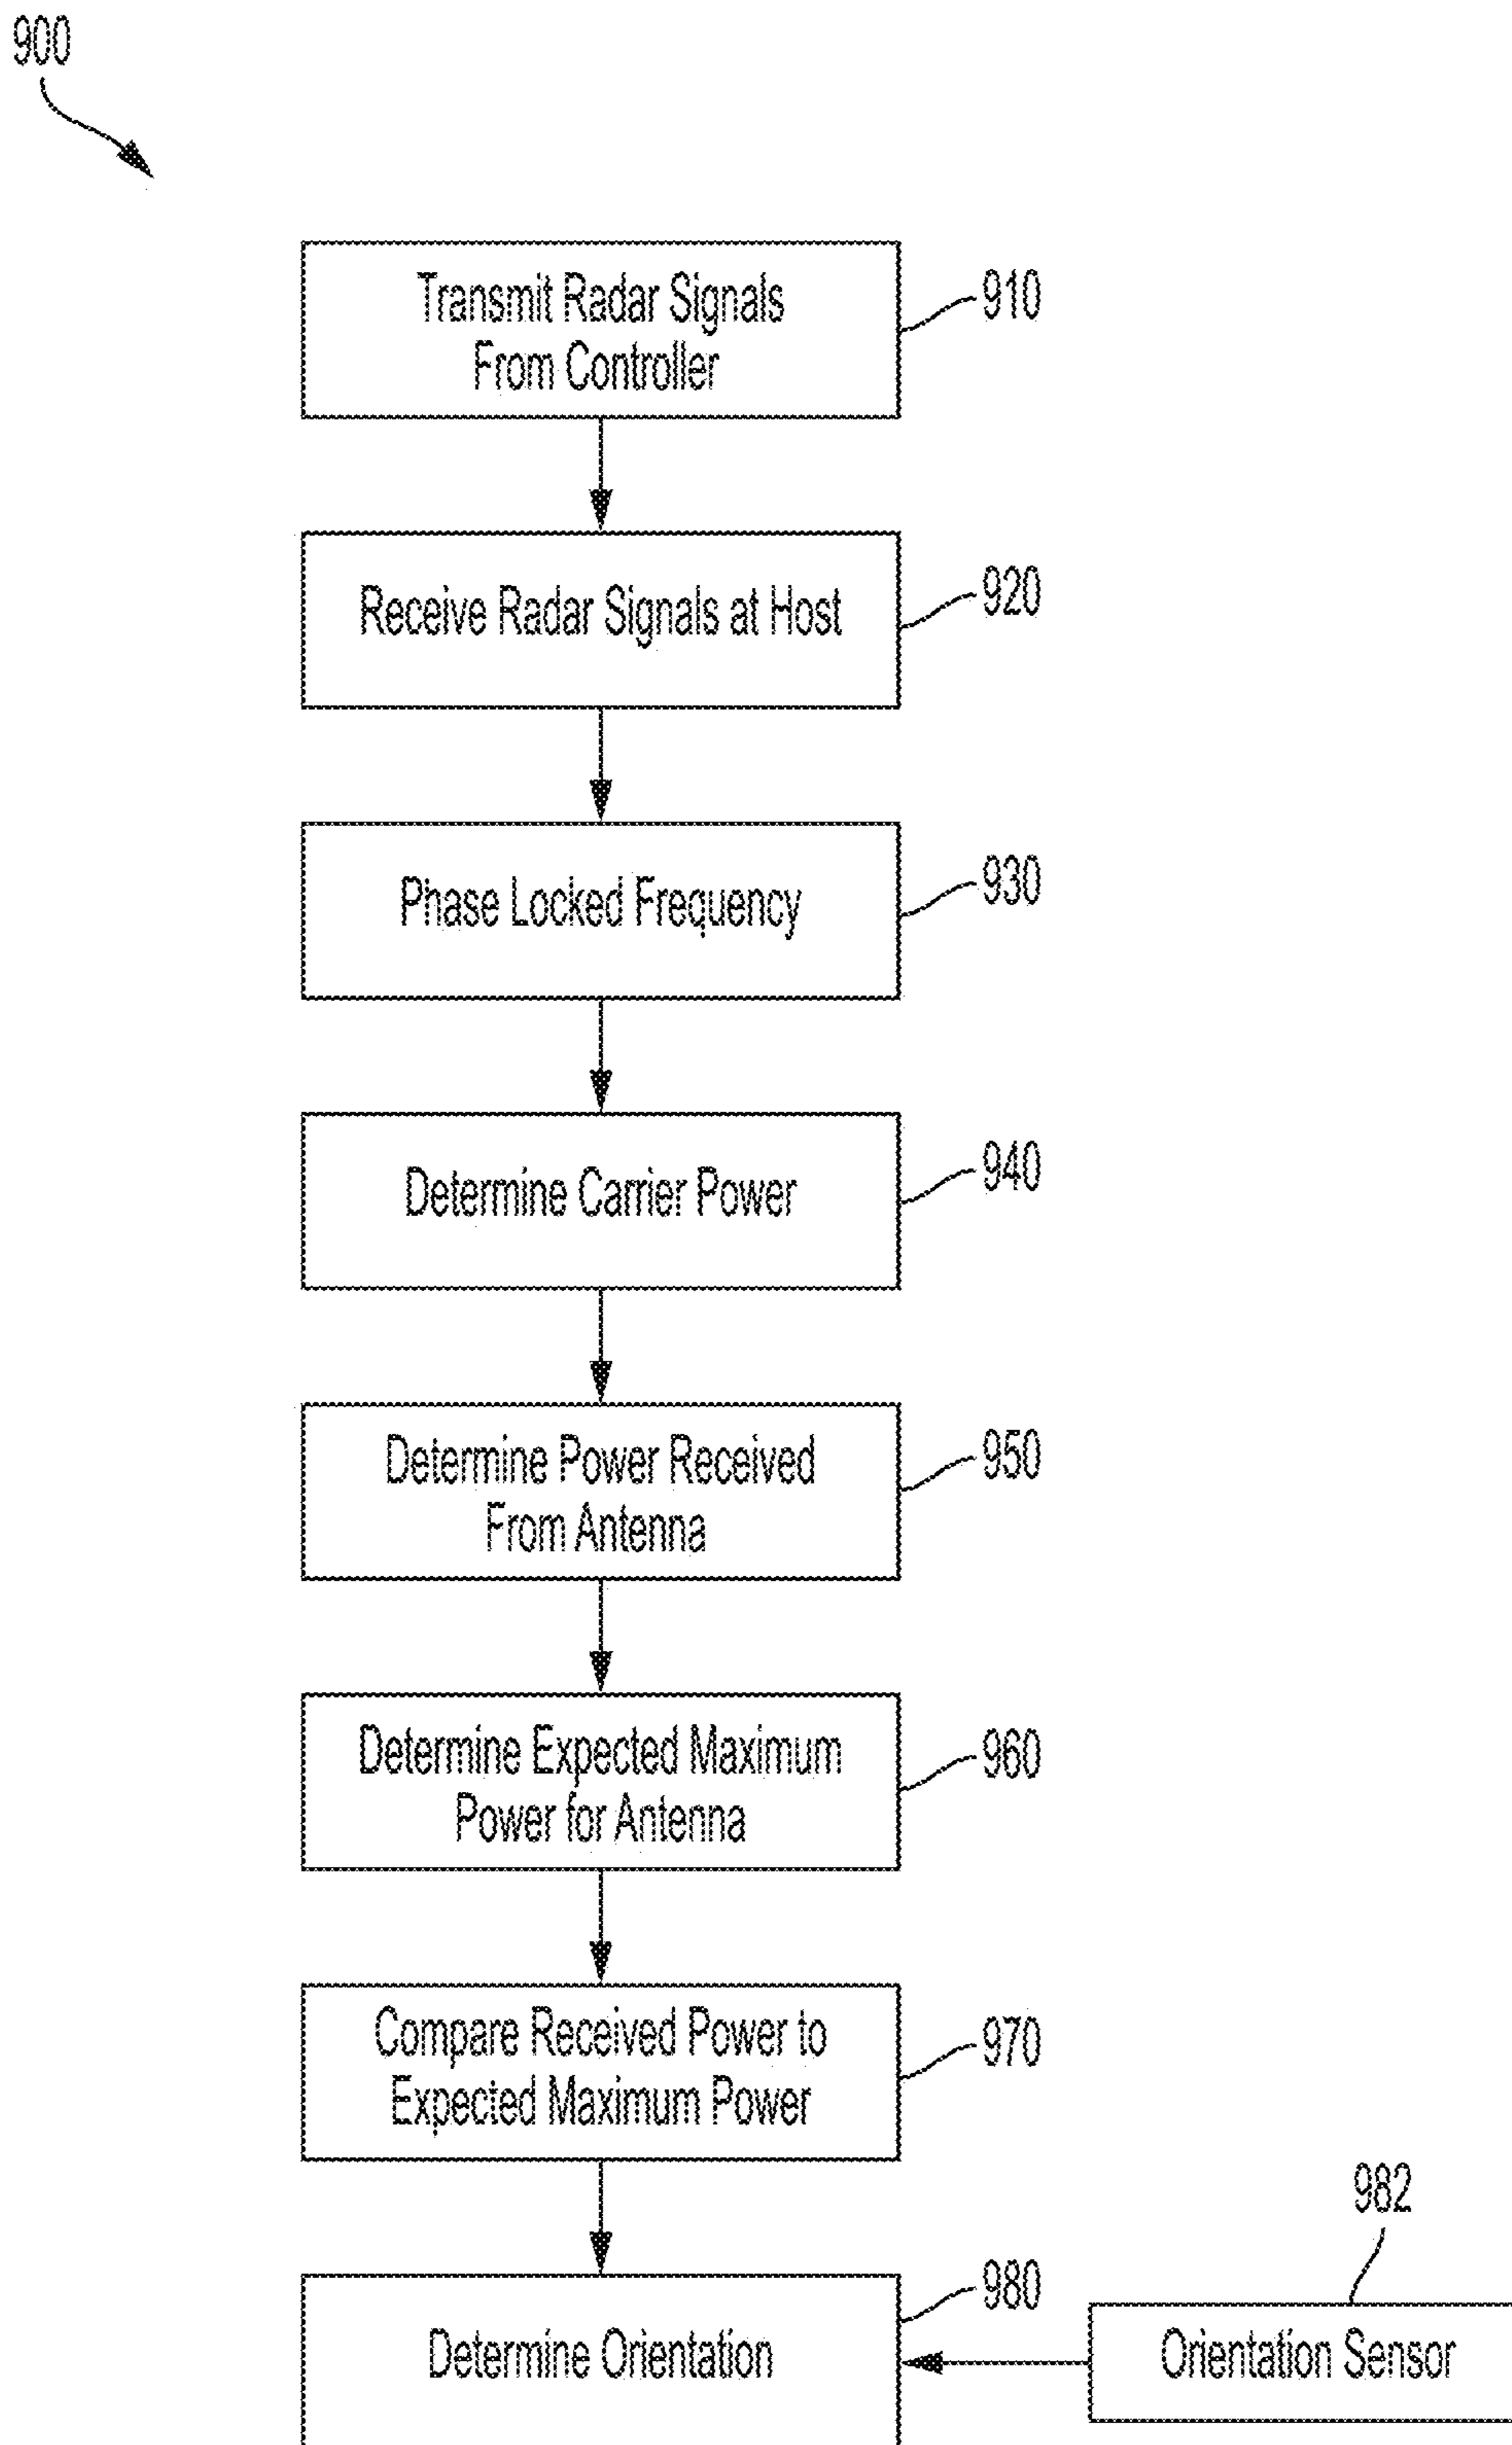 900
Transmit Radar Signals
From Controller
910
Receive Radar Signals at Host
920
Phase Locked Frequency
930
Determine Carrier Power
940
Determine Power Received
From Antenna
950
Determine Expected Maximum
Power for Antenna
960
Compare Received Power to
Expected Maximum Power
970
982
980
Determine Orientation
Orientation Sensor